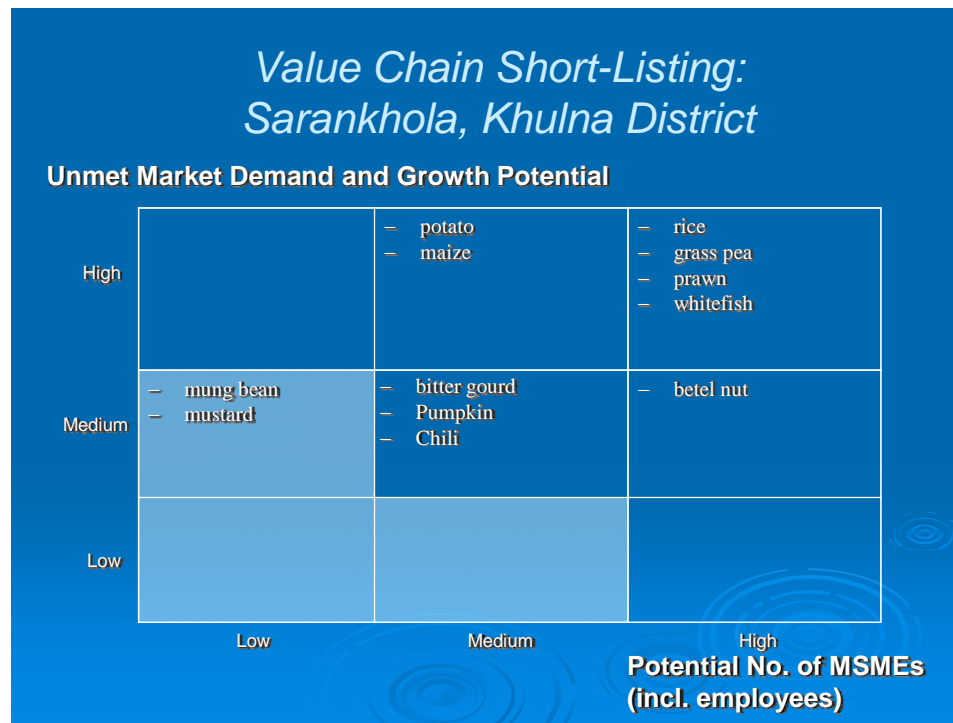 Value Chain Short-Listing:
Sarankhola, Khulna District
Unmet Market Demand and Growth Potential
High
– potato
– maize
– rice
– grass pea
– prawn
– whitefish
Medium
– mung bean
– mustard
– bitter gourd
– Pumpkin
– Chili
– betel nut
Low
Low
Medium
High
Potential No. of MSMEs
(incl. employees)